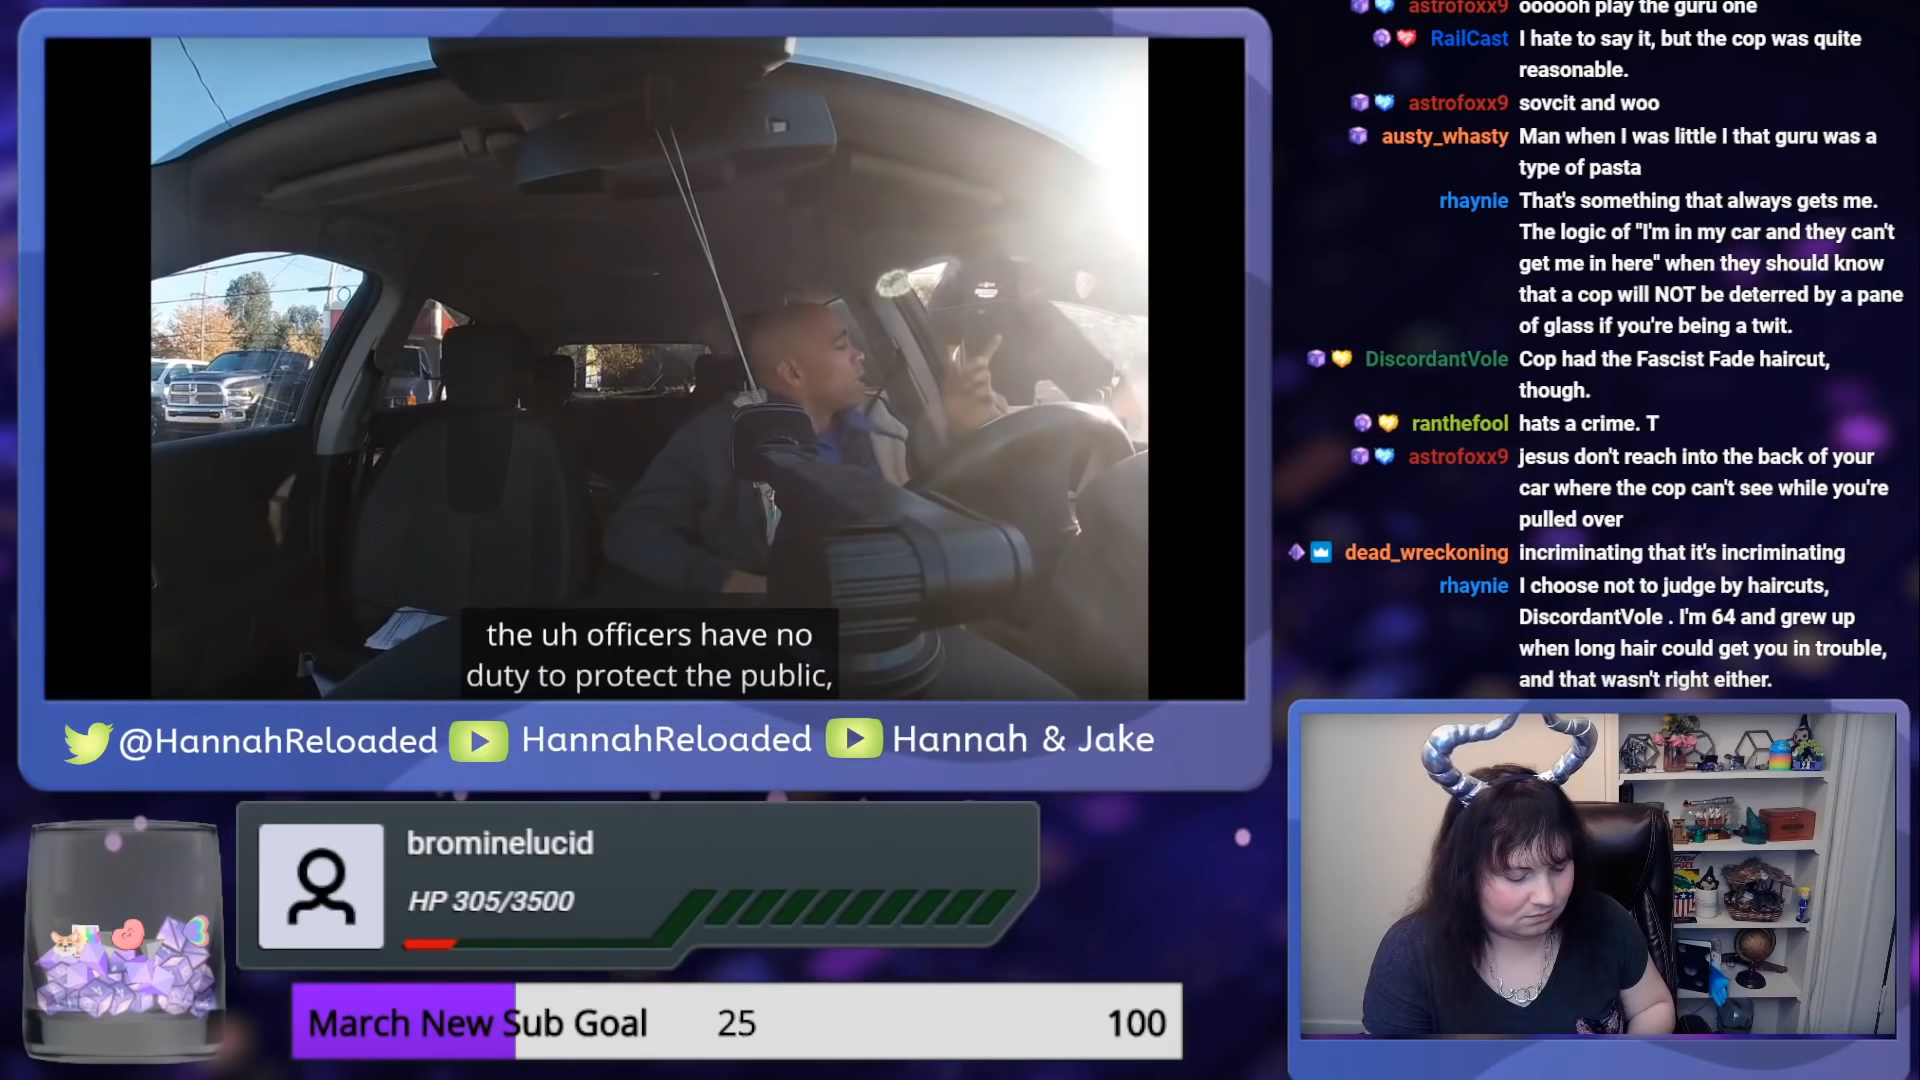 the uh officers have no
duty to protect the public,
@HannahReloaded HannahReloaded Hannah & Jake
brominelucid
HP 305/3500
March New Sub Goal 25 100
astrofoxx9 oooooh play the guru one
RailCast I hate to say it, but the cop was quite
reasonable.
astrofoxx9 sovcit and woo
austy_whasty Man when I was little I that guru was a
type of pasta
rhaynie That's something that always gets me.
The logic of "I'm in my car and they can't
get me in here" when they should know
that a cop will NOT be deterred by a pane
of glass if you're being a twit.
DiscordantVole Cop had the Fascist Fade haircut,
though.
ranthefool hats a crime. T
astrofoxx9 jesus don't reach into the back of your
car where the cop can't see while you're
pulled over
dead_wreckoning incriminating that it's incriminating
rhaynie I choose not to judge by haircuts,
DiscordantVole . I'm 64 and grew up
when long hair could get you in trouble,
and that wasn't right either.